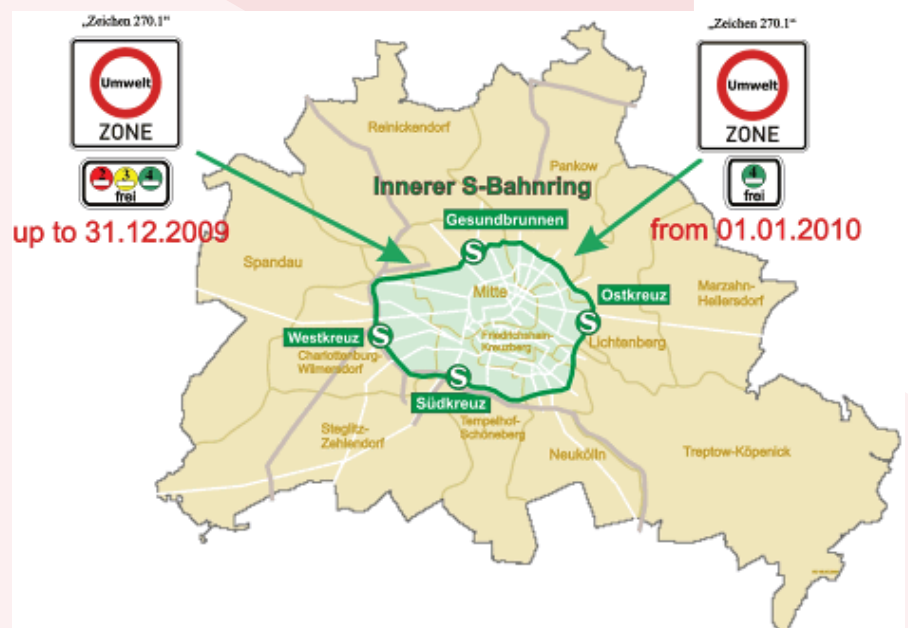 „Zeichen 270.1“
Umwelt
ZONE
2 3 4
frei
up to 31.12.2009
„Zeichen 270.1“
Umwelt
ZONE
4
frei
from 01.01.2010
Reinickendorf
Pankow
Innerer S-Bahnring
Gesundbrunnen
S
Spandau
Mitte
Marzahn-
Hellersdorf
Ostkreuz
S
Westkreuz
S
Friedrichshain-
Kreuzberg
Lichtenberg
Charlottenburg-
Wilmersdorf
S
Südkreuz
Steglitz-
Zehlendorf
Tempelhof-
Schöneberg
Neukölln
Treptow-Köpenick